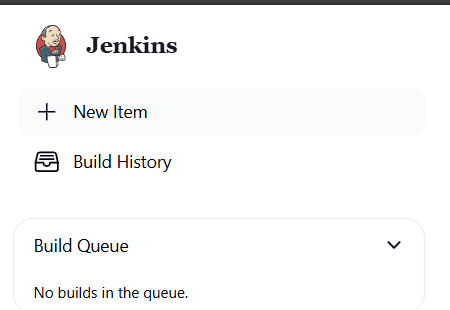 Jenkins
New Item
Build History
Build Queue
No builds in the queue.